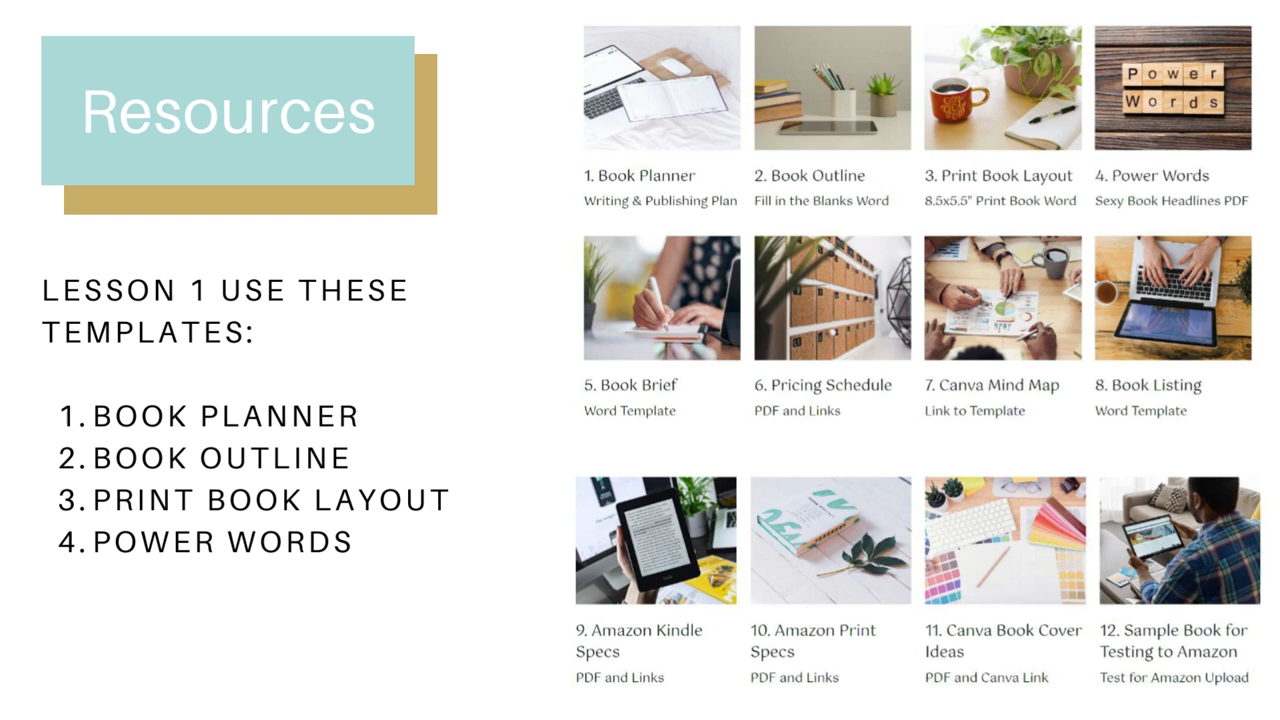 Resources
LESSON 1 USE THESE
TEMPLATES:
1. BOOK PLANNER
2. BOOK OUTLINE
3. PRINT BOOK LAYOUT
4. POWER WORDS
Power
Words
1. Book Planner
Writing & Publishing Plan
2. Book Outline
Fill in the Blanks Word
3. Print Book Layout
8.5x5.5" Print Book Word
4. Power Words
Sexy Book Headlines PDF
5. Book Brief
Word Template
6. Pricing Schedule
PDF and Links
7. Canva Mind Map
Link to Template
8. Book Listing
Word Template
9. Amazon Kindle
Specs
PDF and Links
10. Amazon Print
Specs
PDF and Links
11. Canva Book Cover
Ideas
PDF and Canva Link
12. Sample Book for
Testing to Amazon
Test for Amazon Upload